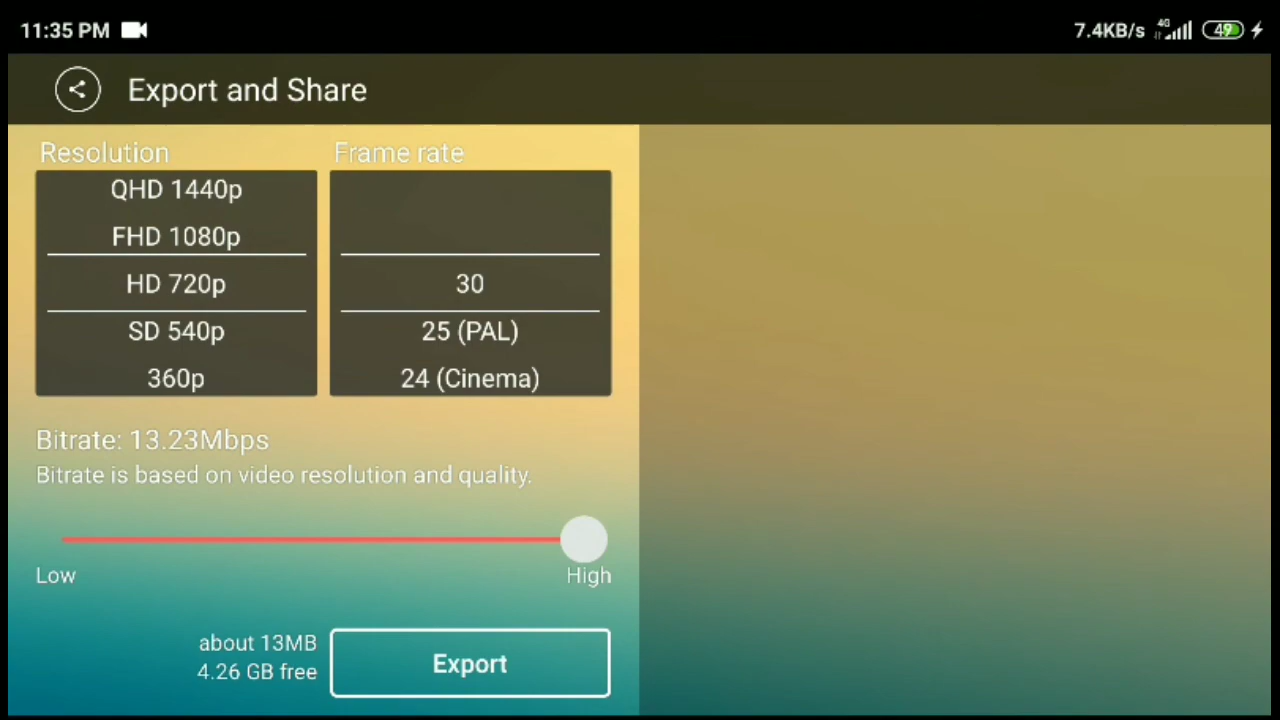 11:35 PM
7.4KB/s 4G 49
Export and Share
Resolution
QHD 1440p
FHD 1080p
HD 720p
SD 540p
360p
Frame rate
30
25 (PAL)
24 (Cinema)
Bitrate: 13.23Mbps
Bitrate is based on video resolution and quality.
Low
High
about 13MB
4.26 GB free
Export